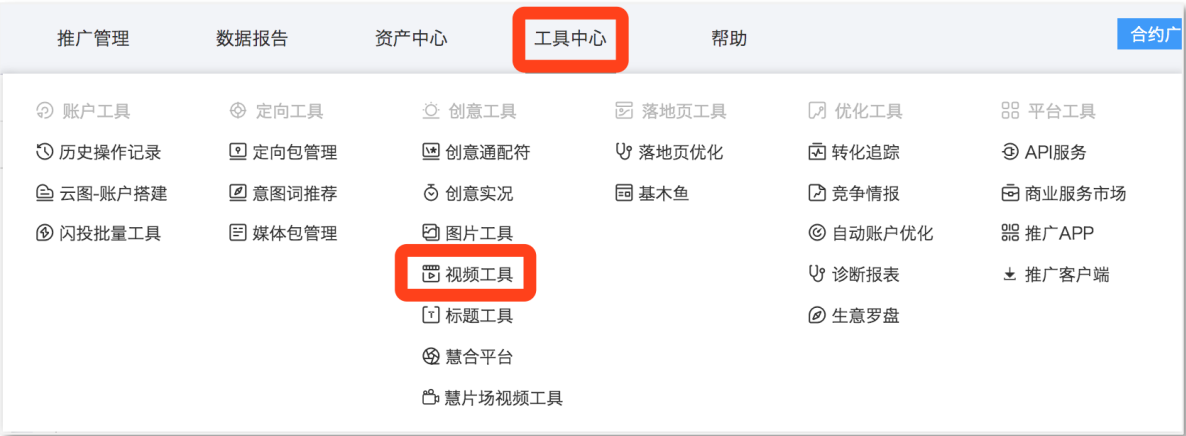 推广管理 数据报告 资产中心 工具中心 帮助 合约广
账户工具 定向工具 创意工具 落地页工具 优化工具 平台工具
历史操作记录 定向包管理 创意通配符 落地页优化 转化追踪 API服务
云图-账户搭建 意图词推荐 创意实况 基木鱼 竞争情报 商业服务市场
闪投批量工具 媒体包管理 图片工具 自动账户优化 推广APP
视频工具 诊断报表 推广客户端
标题工具 生意罗盘
慧合平台
慧片场视频工具